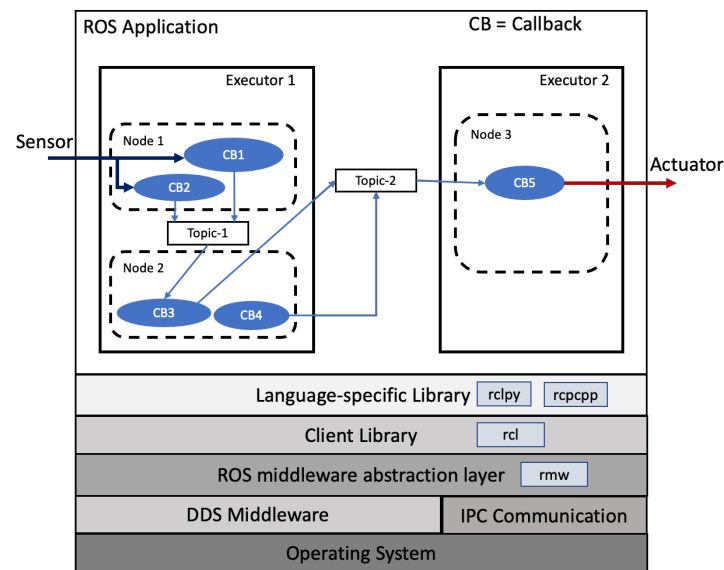 ROS Application
CB = Callback
Executor 1
Executor 2
Sensor
Node 1
CB1
CB2
Topic-1
Node 2
CB3
CB4
Topic-2
Node 3
CB5
Actuator
Language-specific Library rclpy rcpcpp
Client Library rcl
ROS middleware abstraction layer rmw
DDS Middleware
IPC Communication
Operating System